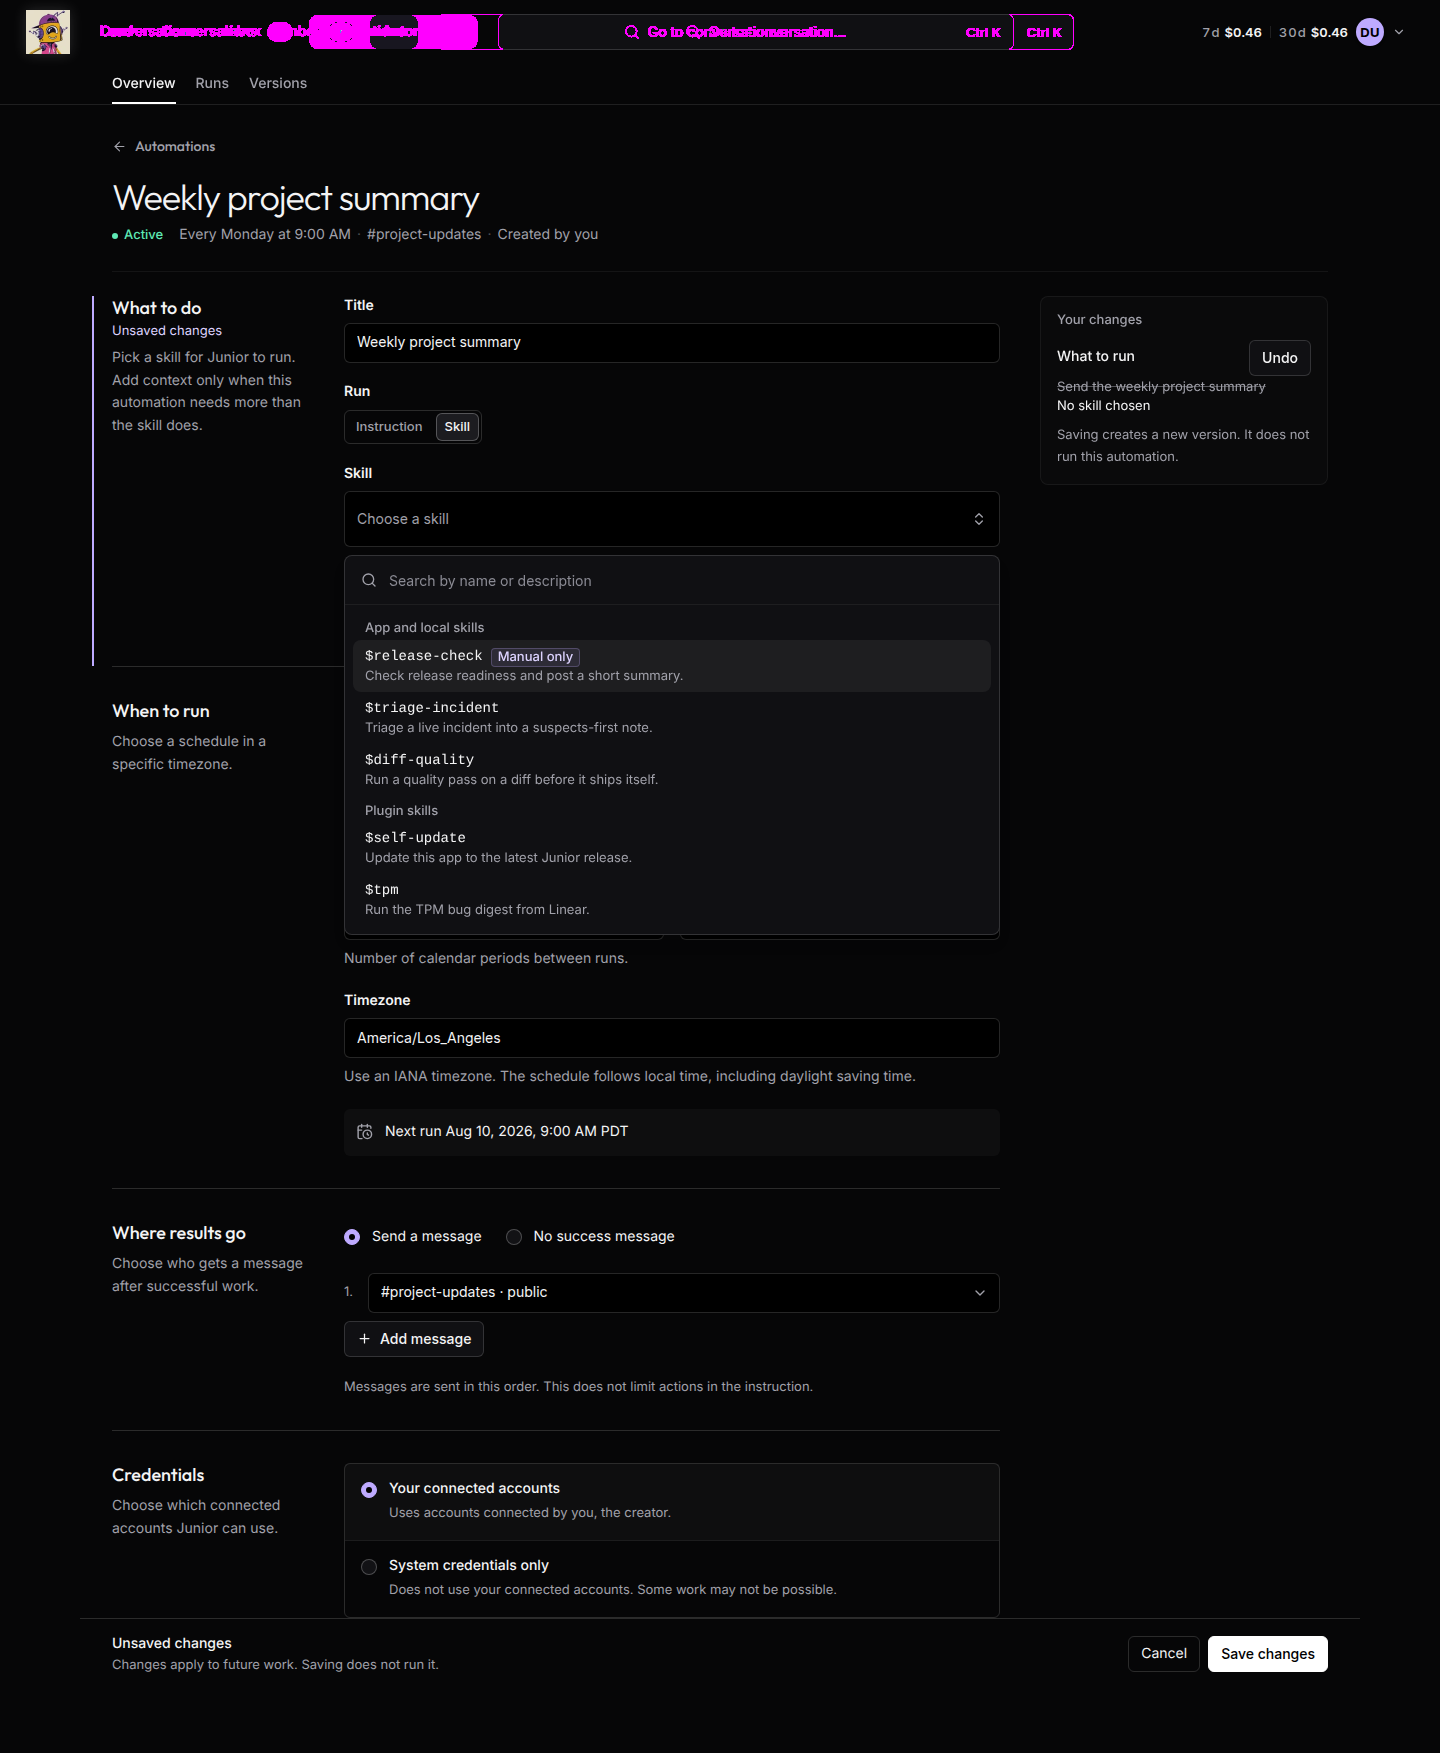 Go to
Ctrl K
Ctrl K
7d $0.46
30d $0.46
DU
Overview
Runs
Versions
Automations
Weekly project summary
Active
Every Monday at 9:00 AM · #project-updates · Created by you
What to do
Unsaved changes
Pick a skill for Junior to run.
Add context only when this
automation needs more than
the skill does.
Title
Weekly project summary
Run
Instruction
Skill
Skill
Choose a skill
Search by name or description
App and local skills
$release-check Manual only
Check release readiness and post a short summary.
$triage-incident
Triage a live incident into a suspects-first note.
$diff-quality
Run a quality pass on a diff before it ships itself.
Plugin skills
$self-update
Update this app to the latest Junior release.
$tpm
Run the TPM bug digest from Linear.
Your changes
What to run
Undo
Send the weekly project summary
No skill chosen
Saving creates a new version. It does not
run this automation.
When to run
Choose a schedule in a
specific timezone.
Number of calendar periods between runs.
Timezone
America/Los_Angeles
Use an IANA timezone. The schedule follows local time, including daylight saving time.
Next run Aug 10, 2026, 9:00 AM PDT
Where results go
Choose who gets a message
after successful work.
Send a message
No success message
1.
#project-updates · public
Add message
Messages are sent in this order. This does not limit actions in the instruction.
Credentials
Choose which connected
accounts Junior can use.
Your connected accounts
Uses accounts connected by you, the creator.
System credentials only
Does not use your connected accounts. Some work may not be possible.
Unsaved changes
Changes apply to future work. Saving does not run it.
Cancel
Save changes